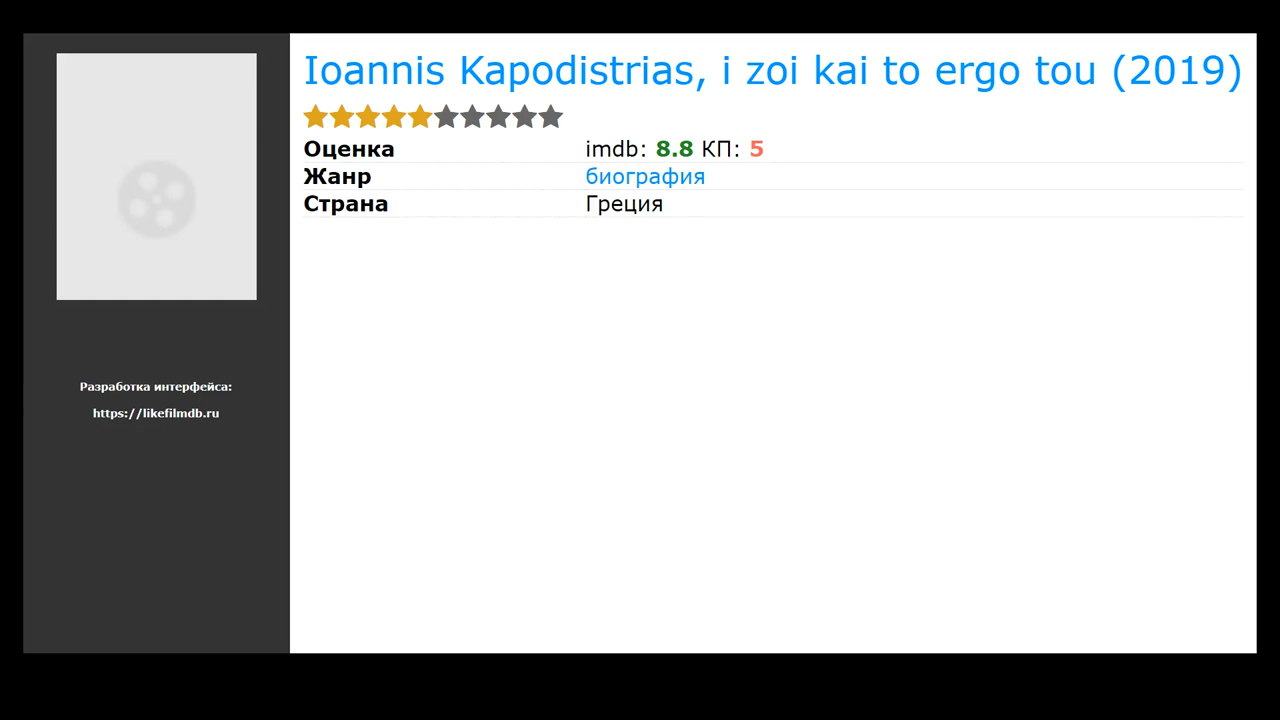 Ioannis Kapodistrias, i zoi kai to ergo tou (2019)
Оценка imdb: 8.8 КП: 5
Жанр биография
Страна Греция
Разработка интерфейса:
https://likefilmdb.ru